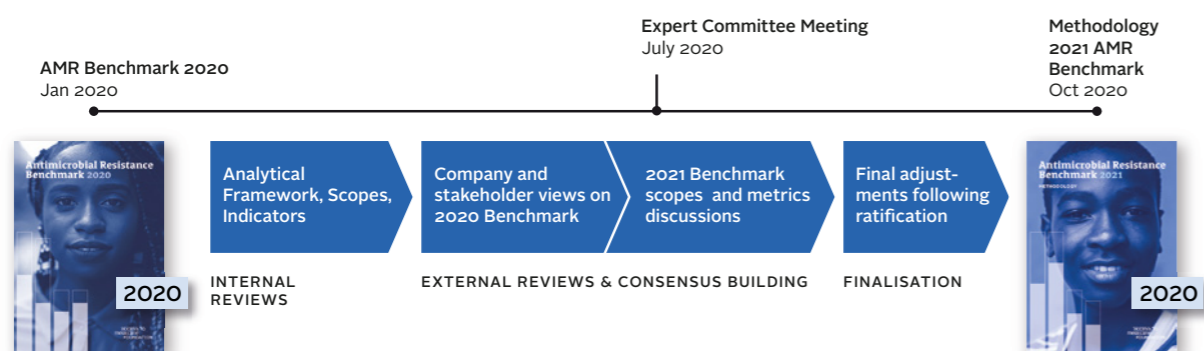 Expert Committee Meeting
July 2020
Methodology
2021 AMR
Benchmark
Oct 2020
AMR Benchmark 2020
Jan 2020
Antimicrobial Resistance
Benchmark 2020
Analytical
Framework, Scopes,
Indicators
Company and
stakeholder views on
2020 Benchmark
2021 Benchmark
scopes and metrics
discussions
Final adjust-
ments following
ratification
Antimicrobial Resistance
Benchmark 2021
METHODOLOGY
2020
INTERNAL
REVIEWS
EXTERNAL REVIEWS & CONSENSUS BUILDING
FINALISATION
2020